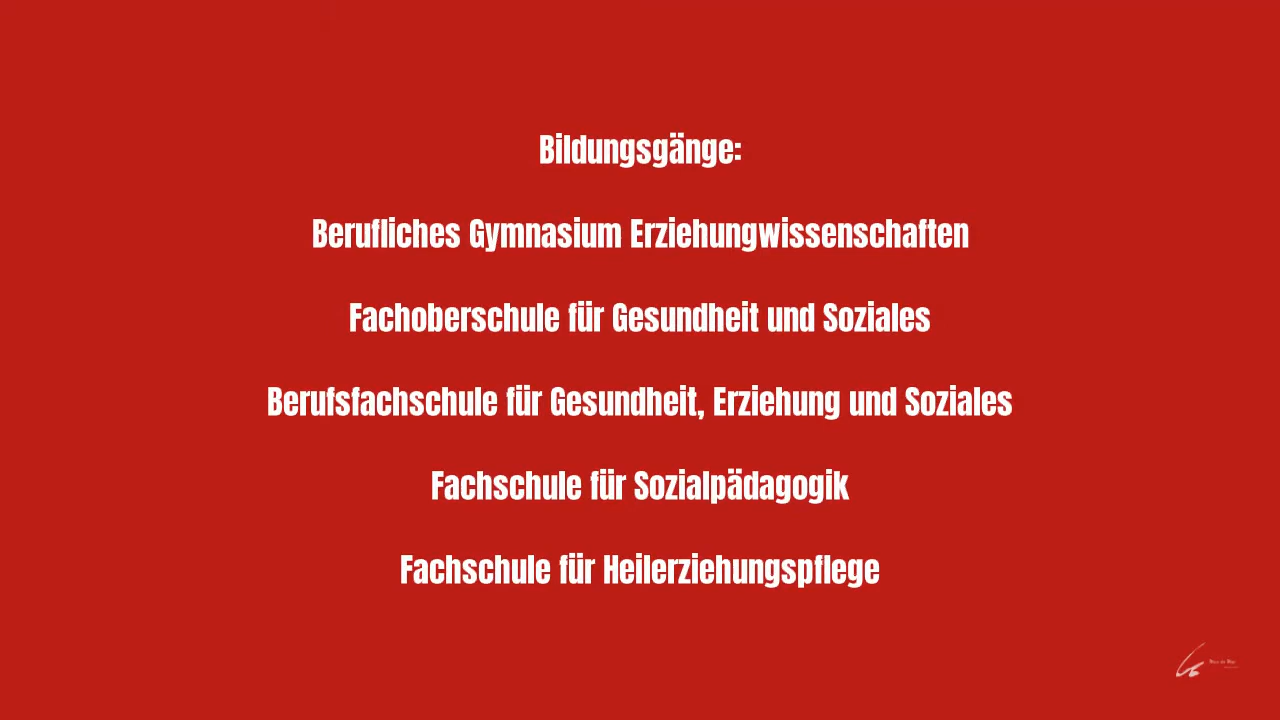 Bildungsgänge:
Berufliches Gymnasium Erziehungwissenschaften
Fachoberschule für Gesundheit und Soziales
Berufsfachschule für Gesundheit, Erziehung und Soziales
Fachschule für Sozialpädagogik
Fachschule für Heilerziehungspflege